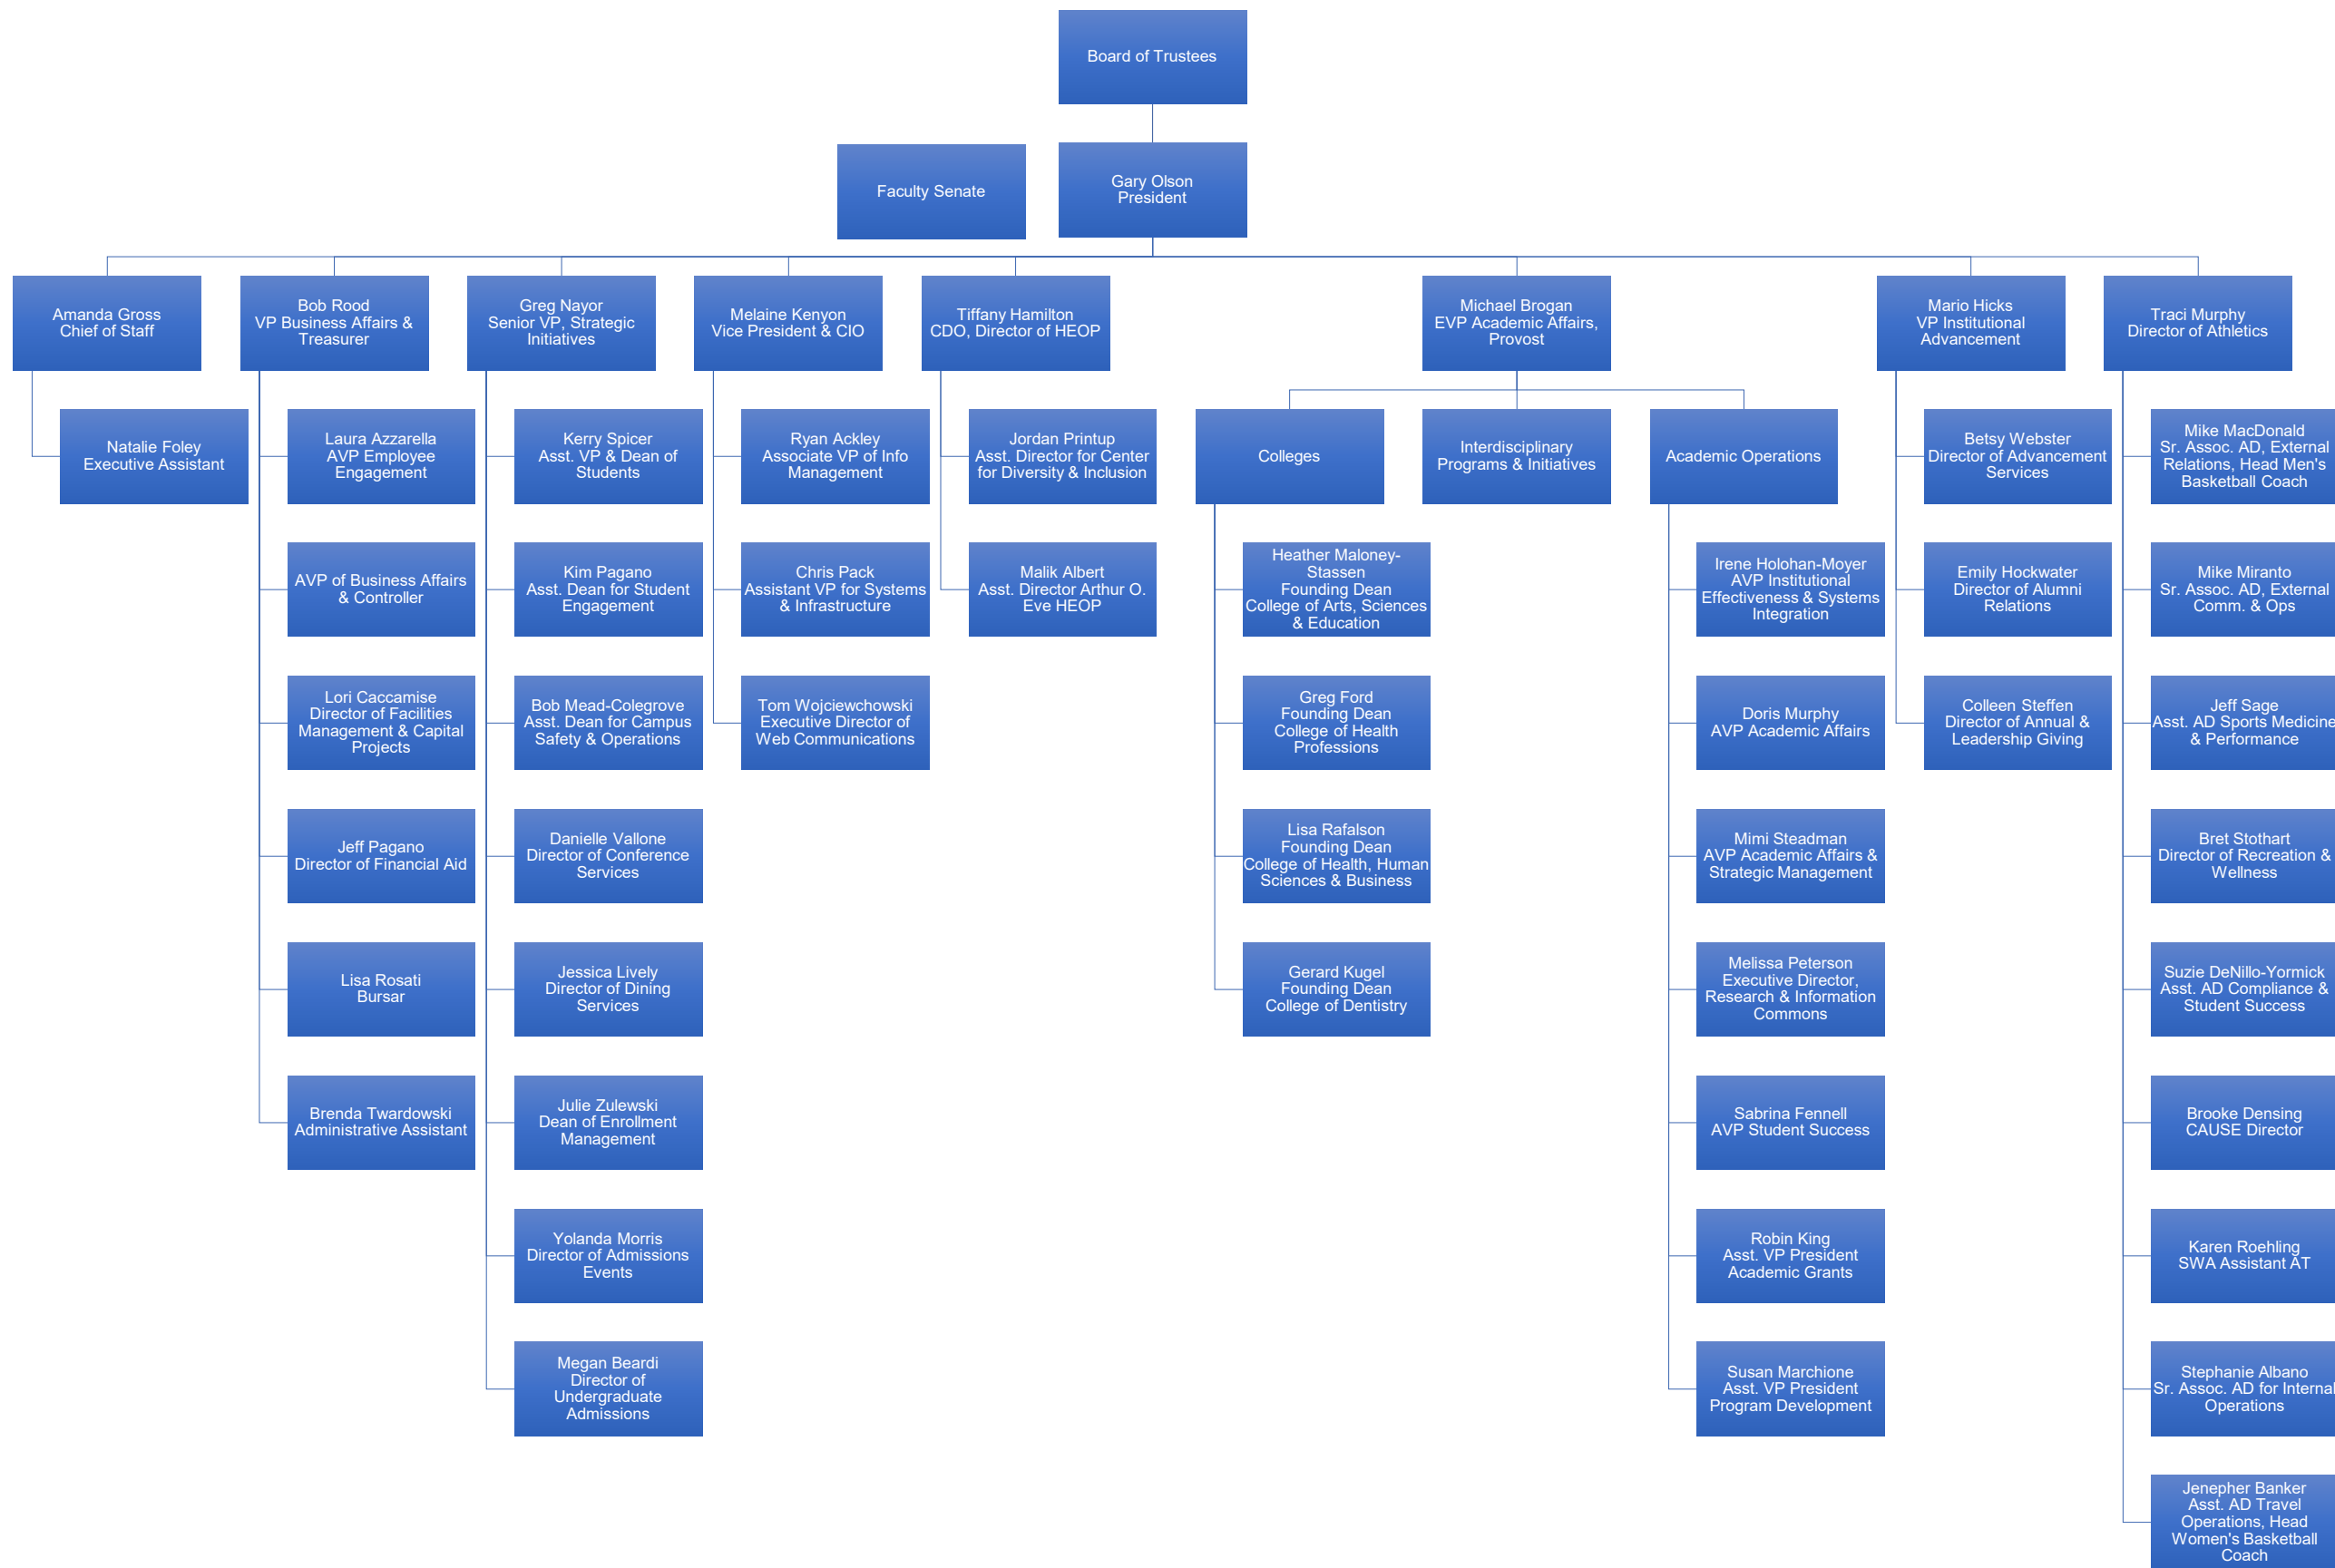 Board of Trustees
Faculty Senate
Gary Olson
President
Amanda Gross
Chief of Staff
Natalie Foley
Executive Assistant
Bob Rood
VP Business Affairs &
Treasurer
Laura Azzarella
AVP Employee
Engagement
AVP of Business Affairs
& Controller
Lori Caccamise
Director of Facilities
Management & Capital
Projects
Jeff Pagano
Director of Financial Aid
Lisa Rosati
Bursar
Brenda Twardowski
Administrative Assistant
Greg Nayor
Senior VP, Strategic
Initiatives
Kerry Spicer
Asst. VP & Dean of
Students
Kim Pagano
Asst. Dean for Student
Engagement
Bob Mead-Colegrove
Asst. Dean for Campus
Safety & Operations
Danielle Vallone
Director of Conference
Services
Jessica Lively
Director of Dining
Services
Julie Zulewski
Dean of Enrollment
Management
Yolanda Morris
Director of Admissions
Events
Megan Beardi
Director of
Undergraduate
Admissions
Melaine Kenyon
Vice President & CIO
Ryan Ackley
Associate VP of Info
Management
Chris Pack
Assistant VP for Systems
& Infrastructure
Tom Wojciewchowski
Executive Director of
Web Communications
Tiffany Hamilton
CDO, Director of HEOP
Jordan Printup
Asst. Director for Center
for Diversity & Inclusion
Malik Albert
Asst. Director Arthur O.
Eve HEOP
Michael Brogan
EVP Academic Affairs,
Provost
Colleges
Heather Maloney-
Stassen
Founding Dean
College of Arts, Sciences
& Education
Greg Ford
Founding Dean
College of Health
Professions
Lisa Rafalson
Founding Dean
College of Health, Human
Sciences & Business
Gerard Kugel
Founding Dean
College of Dentistry
Interdisciplinary
Programs & Initiatives
Academic Operations
Irene Holohan-Moyer
AVP Institutional
Effectiveness & Systems
Integration
Doris Murphy
AVP Academic Affairs
Mimi Steadman
AVP Academic Affairs &
Strategic Management
Melissa Peterson
Executive Director,
Research & Information
Commons
Sabrina Fennell
AVP Student Success
Robin King
Asst. VP President
Academic Grants
Susan Marchione
Asst. VP President
Program Development
Mario Hicks
VP Institutional
Advancement
Betsy Webster
Director of Advancement
Services
Emily Hockwater
Director of Alumni
Relations
Colleen Steffen
Director of Annual &
Leadership Giving
Traci Murphy
Director of Athletics
Mike MacDonald
Sr. Assoc. AD, External
Relations, Head Men's
Basketball Coach
Mike Miranto
Sr. Assoc. AD, External
Comm. & Ops
Jeff Sage
Asst. AD Sports Medicine
& Performance
Bret Stothart
Director of Recreation &
Wellness
Suzie DeNillo-Yormick
Asst. AD Compliance &
Student Success
Brooke Densing
CAUSE Director
Karen Roehling
SWA Assistant AT
Stephanie Albano
Sr. Assoc. AD for Internal
Operations
Jenepher Banker
Asst. AD Travel
Operations, Head
Women's Basketball
Coach